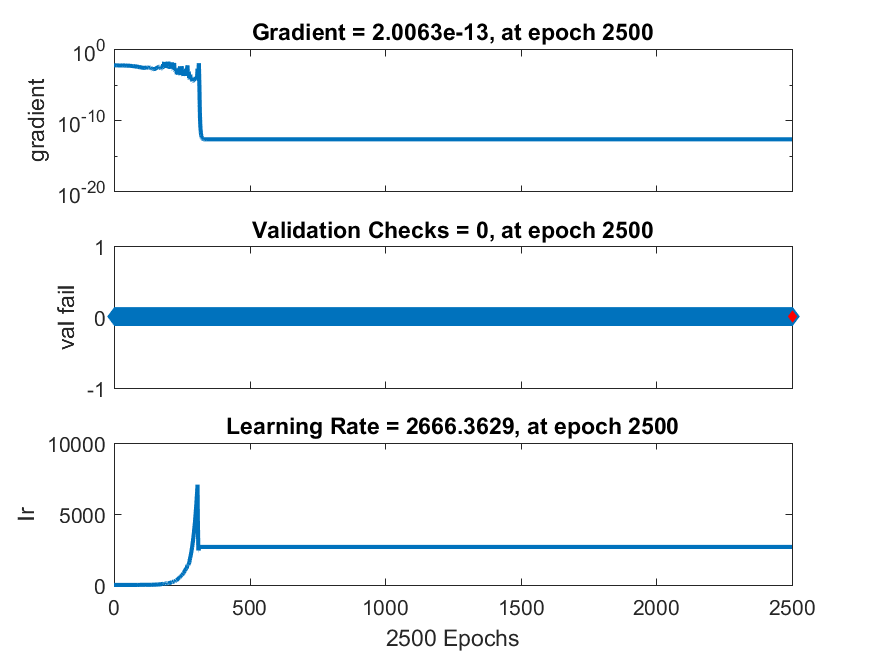 Gradient = 2.0063e-13, at epoch 2500
10^0
10^-10
10^-20
gradient
Validation Checks = 0, at epoch 2500
1
0
-1
val fail
Learning Rate = 2666.3629, at epoch 2500
10000
5000
0
lr
0 500 1000 1500 2000 2500
2500 Epochs